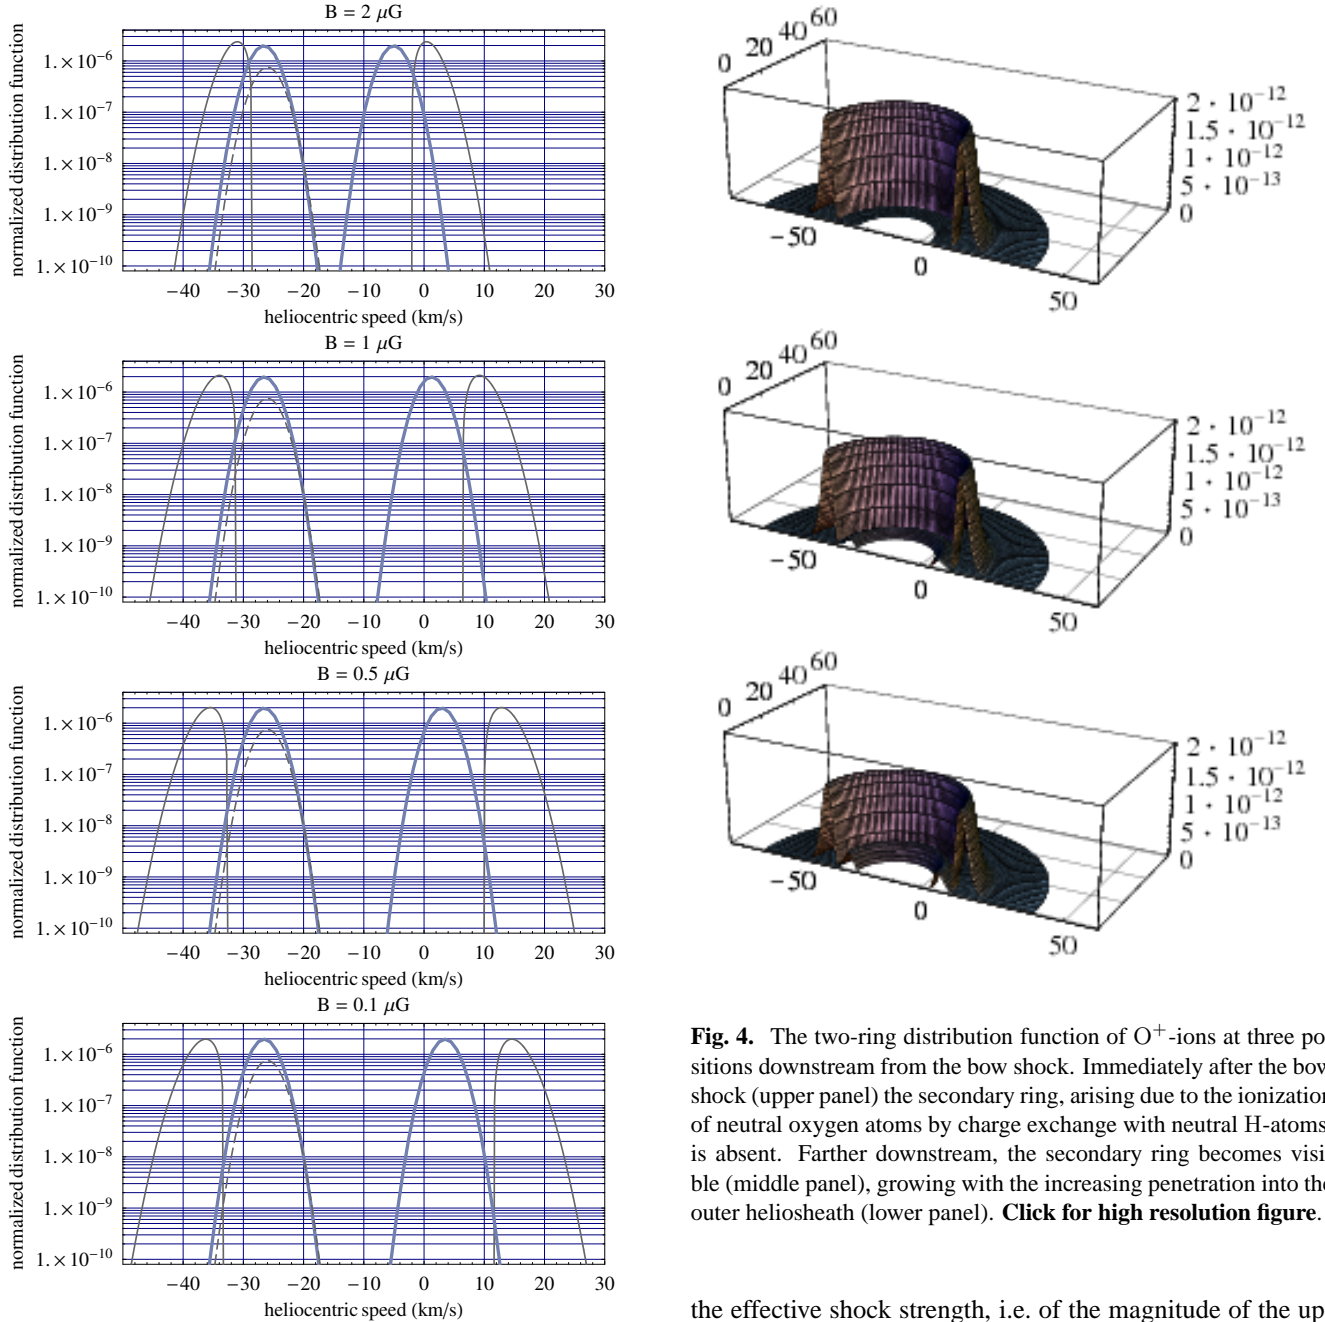 B = 2 μG
normalized distribution function
1. × 10⁻⁶
1. × 10⁻⁷
1. × 10⁻⁸
1. × 10⁻⁹
1. × 10⁻¹⁰
−40 −30 −20 −10 0 10 20 30
heliocentric speed (km/s)
B = 1 μG
normalized distribution function
1. × 10⁻⁶
1. × 10⁻⁷
1. × 10⁻⁸
1. × 10⁻⁹
1. × 10⁻¹⁰
−40 −30 −20 −10 0 10 20 30
heliocentric speed (km/s)
B = 0.5 μG
normalized distribution function
1. × 10⁻⁶
1. × 10⁻⁷
1. × 10⁻⁸
1. × 10⁻⁹
1. × 10⁻¹⁰
−40 −30 −20 −10 0 10 20 30
heliocentric speed (km/s)
B = 0.1 μG
normalized distribution function
1. × 10⁻⁶
1. × 10⁻⁷
1. × 10⁻⁸
1. × 10⁻⁹
1. × 10⁻¹⁰
−40 −30 −20 −10 0 10 20 30
heliocentric speed (km/s)
0 20 40 60
2 · 10⁻¹²
1.5 · 10⁻¹²
1 · 10⁻¹²
5 · 10⁻¹³
0
−50
0
50
0 20 40 60
2 · 10⁻¹²
1.5 · 10⁻¹²
1 · 10⁻¹²
5 · 10⁻¹³
0
−50
0
50
0 20 40 60
2 · 10⁻¹²
1.5 · 10⁻¹²
1 · 10⁻¹²
5 · 10⁻¹³
0
−50
0
50
Fig. 4. The two-ring distribution function of O⁺-ions at three po
sitions downstream from the bow shock. Immediately after the bow
shock (upper panel) the secondary ring, arising due to the ionization
of neutral oxygen atoms by charge exchange with neutral H-atoms
is absent. Farther downstream, the secondary ring becomes visi
ble (middle panel), growing with the increasing penetration into the
outer heliosheath (lower panel). Click for high resolution figure.
the effective shock strength, i.e. of the magnitude of the up